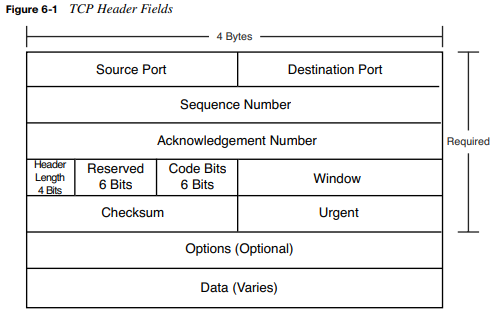 Figure 6-1 TCP Header Fields
4 Bytes
Source Port
Destination Port
Sequence Number
Acknowledgement Number
Required
Header
Length
4 Bits
Reserved
6 Bits
Code Bits
6 Bits
Window
Checksum
Urgent
Options (Optional)
Data (Varies)